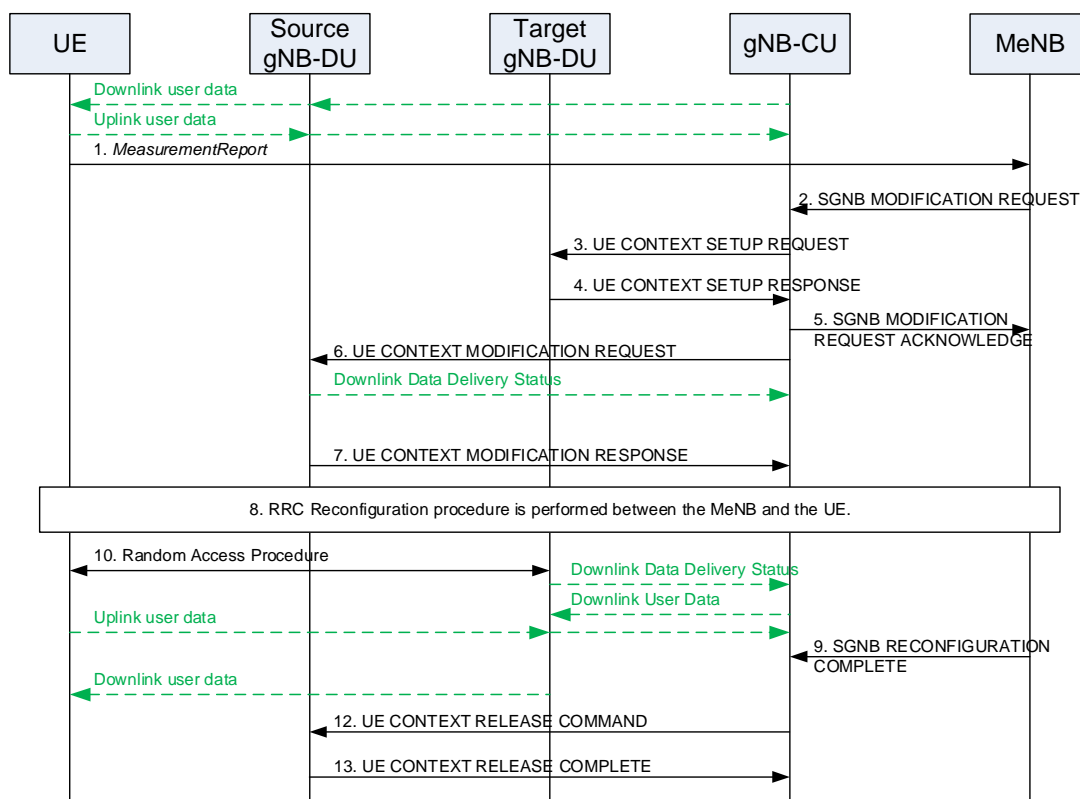 UE
Source
gNB-DU
Target
gNB-DU
gNB-CU
MeNB
Downlink user data
Uplink user data
1. MeasurementReport
2. SGNB MODIFICATION REQUEST
3. UE CONTEXT SETUP REQUEST
4. UE CONTEXT SETUP RESPONSE
5. SGNB MODIFICATION
REQUEST ACKNOWLEDGE
6. UE CONTEXT MODIFICATION REQUEST
Downlink Data Delivery Status
7. UE CONTEXT MODIFICATION RESPONSE
8. RRC Reconfiguration procedure is performed between the MeNB and the UE.
10. Random Access Procedure
Downlink Data Delivery Status
Downlink User Data
Uplink user data
9. SGNB RECONFIGURATION
COMPLETE
Downlink user data
12. UE CONTEXT RELEASE COMMAND
13. UE CONTEXT RELEASE COMPLETE